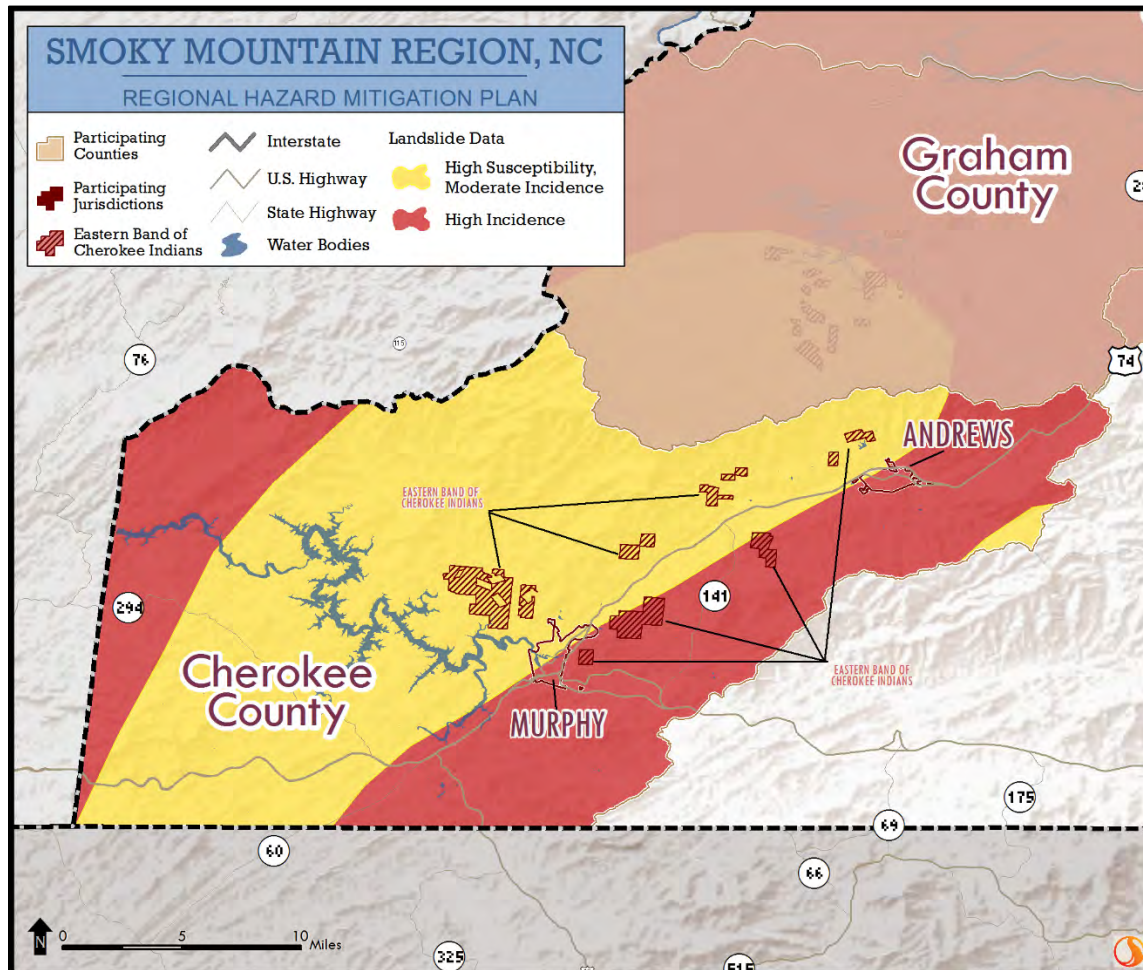 SMOKY MOUNTAIN REGION, NC
REGIONAL HAZARD MITIGATION PLAN
Participating
Counties
Participating
Jurisdictions
Eastern Band of
Cherokee Indians
Interstate
U.S. Highway
State Highway
Water Bodies
Landslide Data
High Susceptibility,
Moderate Incidence
High Incidence
Graham
County
76
115
74
ANDREWS
EASTERN BAND OF
CHEROKEE INDIANS
294
141
Cherokee
County
EASTERN BAND OF
CHEROKEE INDIANS
MURPHY
175
69
60
66
N
0
5
10
Miles
325
515